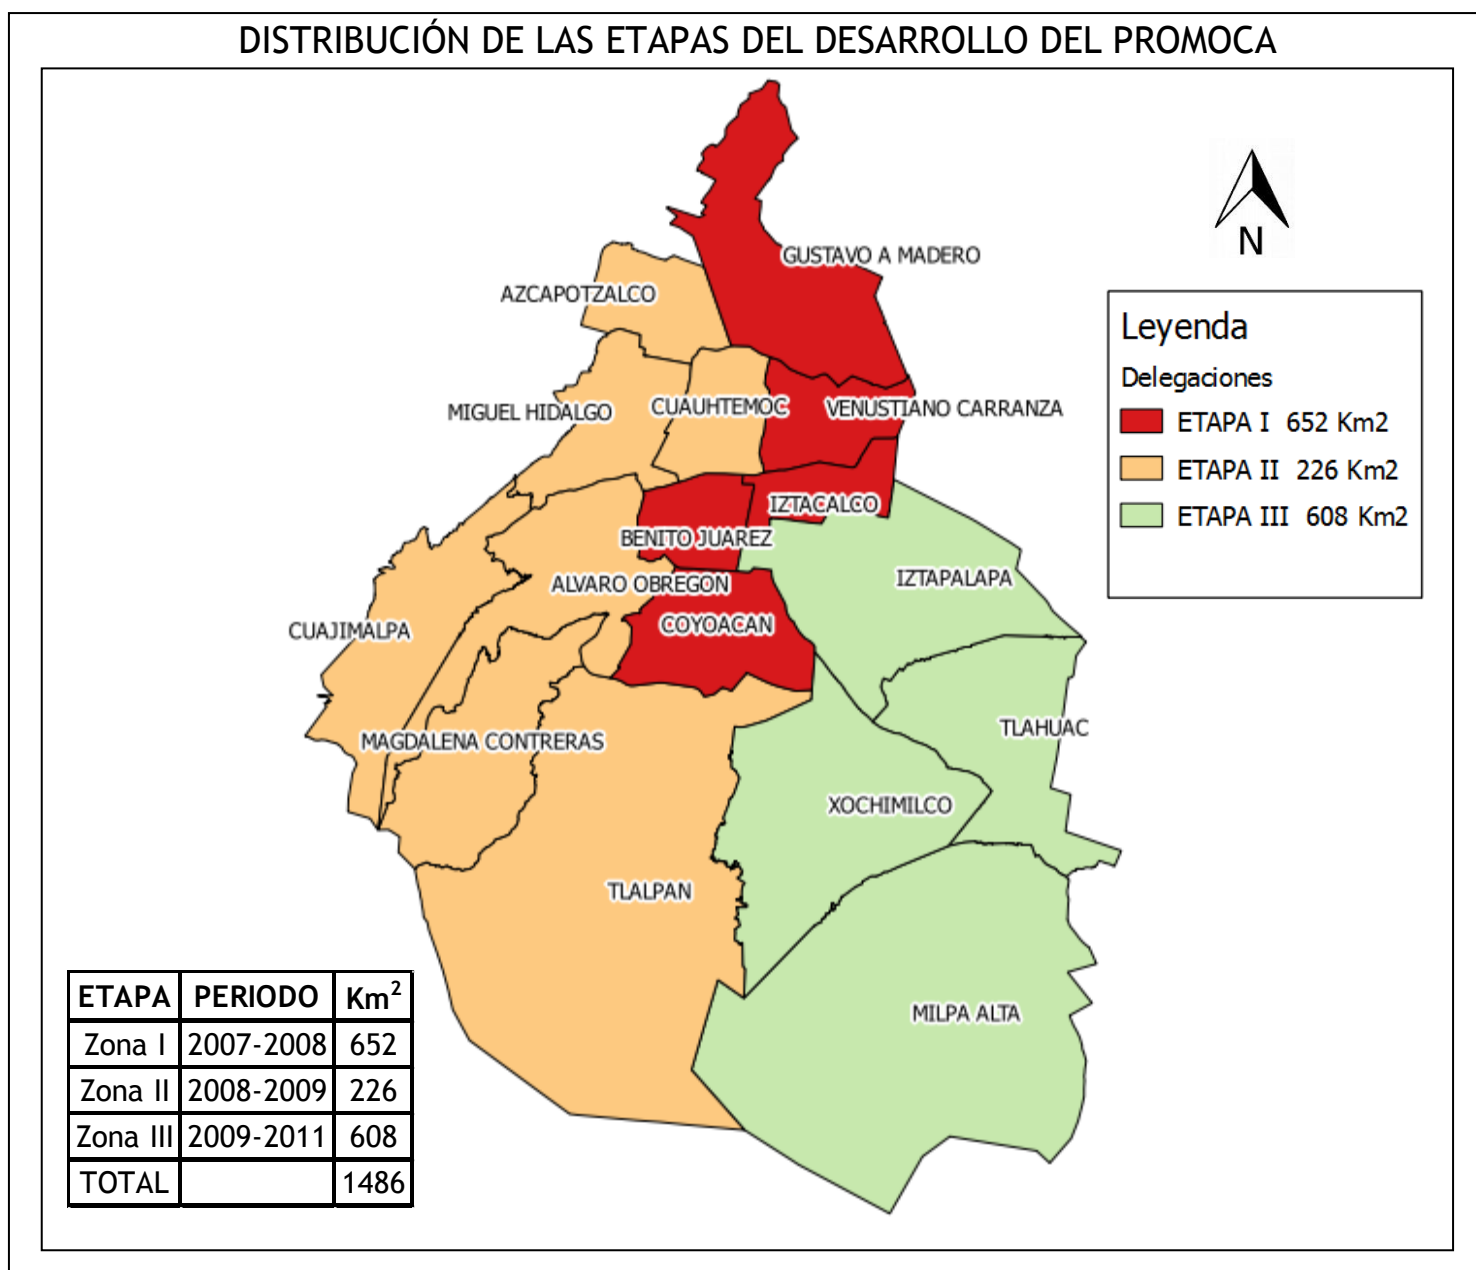 DISTRIBUCIÓN DE LAS ETAPAS DEL DESARROLLO DEL PROMOCA
N
GUSTAVO A MADERO
AZCAPOTZALCO
Leyenda
Delegaciones
ETAPA I 652 Km2
ETAPA II 226 Km2
ETAPA III 608 Km2
MIGUEL HIDALGO
CUAUHTEMOC
VENUSTIANO CARRANZA
IZTACALCO
BENITO JUAREZ
IZTAPALAPA
ALVARO OBREGON
COYOACAN
CUAJIMALPA
TLAHUAC
MAGDALENA CONTRERAS
XOCHIMILCO
TLALPAN
MILPA ALTA
ETAPA PERIODO Km²
Zona I 2007-2008 652
Zona II 2008-2009 226
Zona III 2009-2011 608
TOTAL 1486